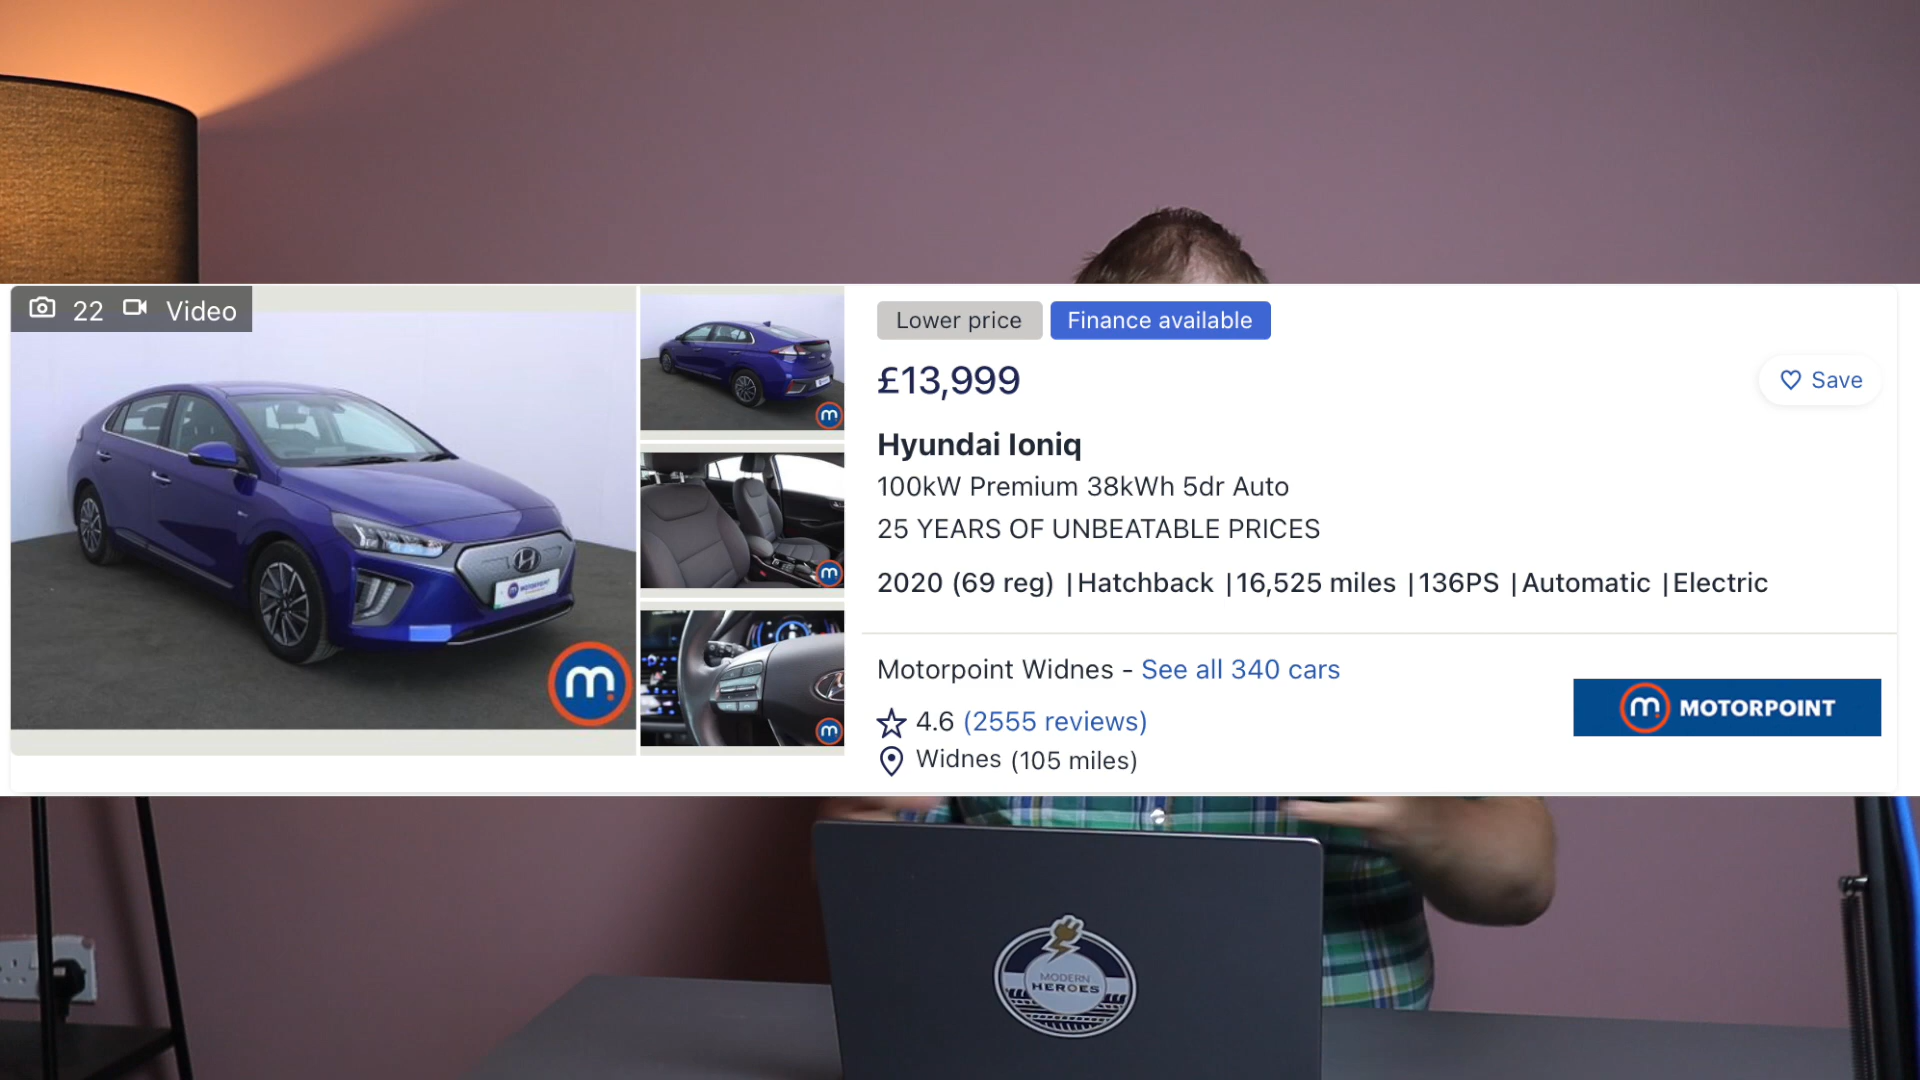 22 Video
Lower price
Finance available
£13,999
Save
Hyundai Ioniq
100kW Premium 38kWh 5dr Auto
25 YEARS OF UNBEATABLE PRICES
2020 (69 reg) | Hatchback | 16,525 miles | 136PS | Automatic | Electric
Motorpoint Widnes - See all 340 cars
4.6 (2555 reviews)
Widnes (105 miles)
m MOTORPOINT
m
m
m
m
MOTORPOINT
MODERN
HEROES